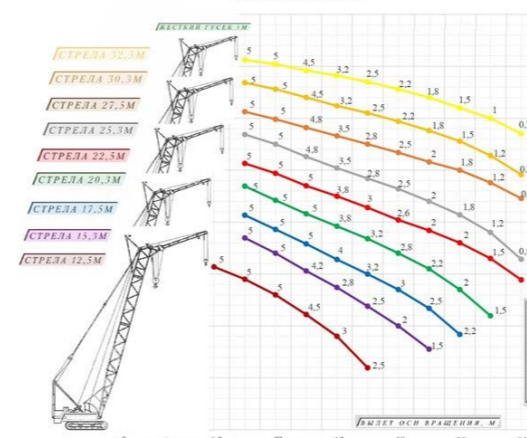 ЖЕСТКИЙ ГУСЕК 5М
СТРЕЛА 32,3М
СТРЕЛА 30,3М
СТРЕЛА 27,5М
СТРЕЛА 25,3М
СТРЕЛА 22,5М
СТРЕЛА 20,3М
СТРЕЛА 17,5М
СТРЕЛА 15,3М
СТРЕЛА 12,5М
5 5 4,5 3,2 2,5 2,2 1,8 1,5 1
5 5 4,5 3,2 2,5 2,2 1,8 1,5 1,2
5 5 4,8 3,5 2,8 2,5 2 1,8 1,2
5 5 4,8 3,5 2,8 2,5 2 1,8 1,2
5 5 5 3,8 3 2,6 2 2 1,5
5 5 5 3,8 3,2 2,8 2,2 2 1,5
5 5 5 4 3,2 3 2,5 2,2
5 5 4,2 2,8 2,5 2 1,5
5 5 5 4,5 3 2,5
ВЫЛЕТ ОСИ ВРАЩЕНИЯ, М